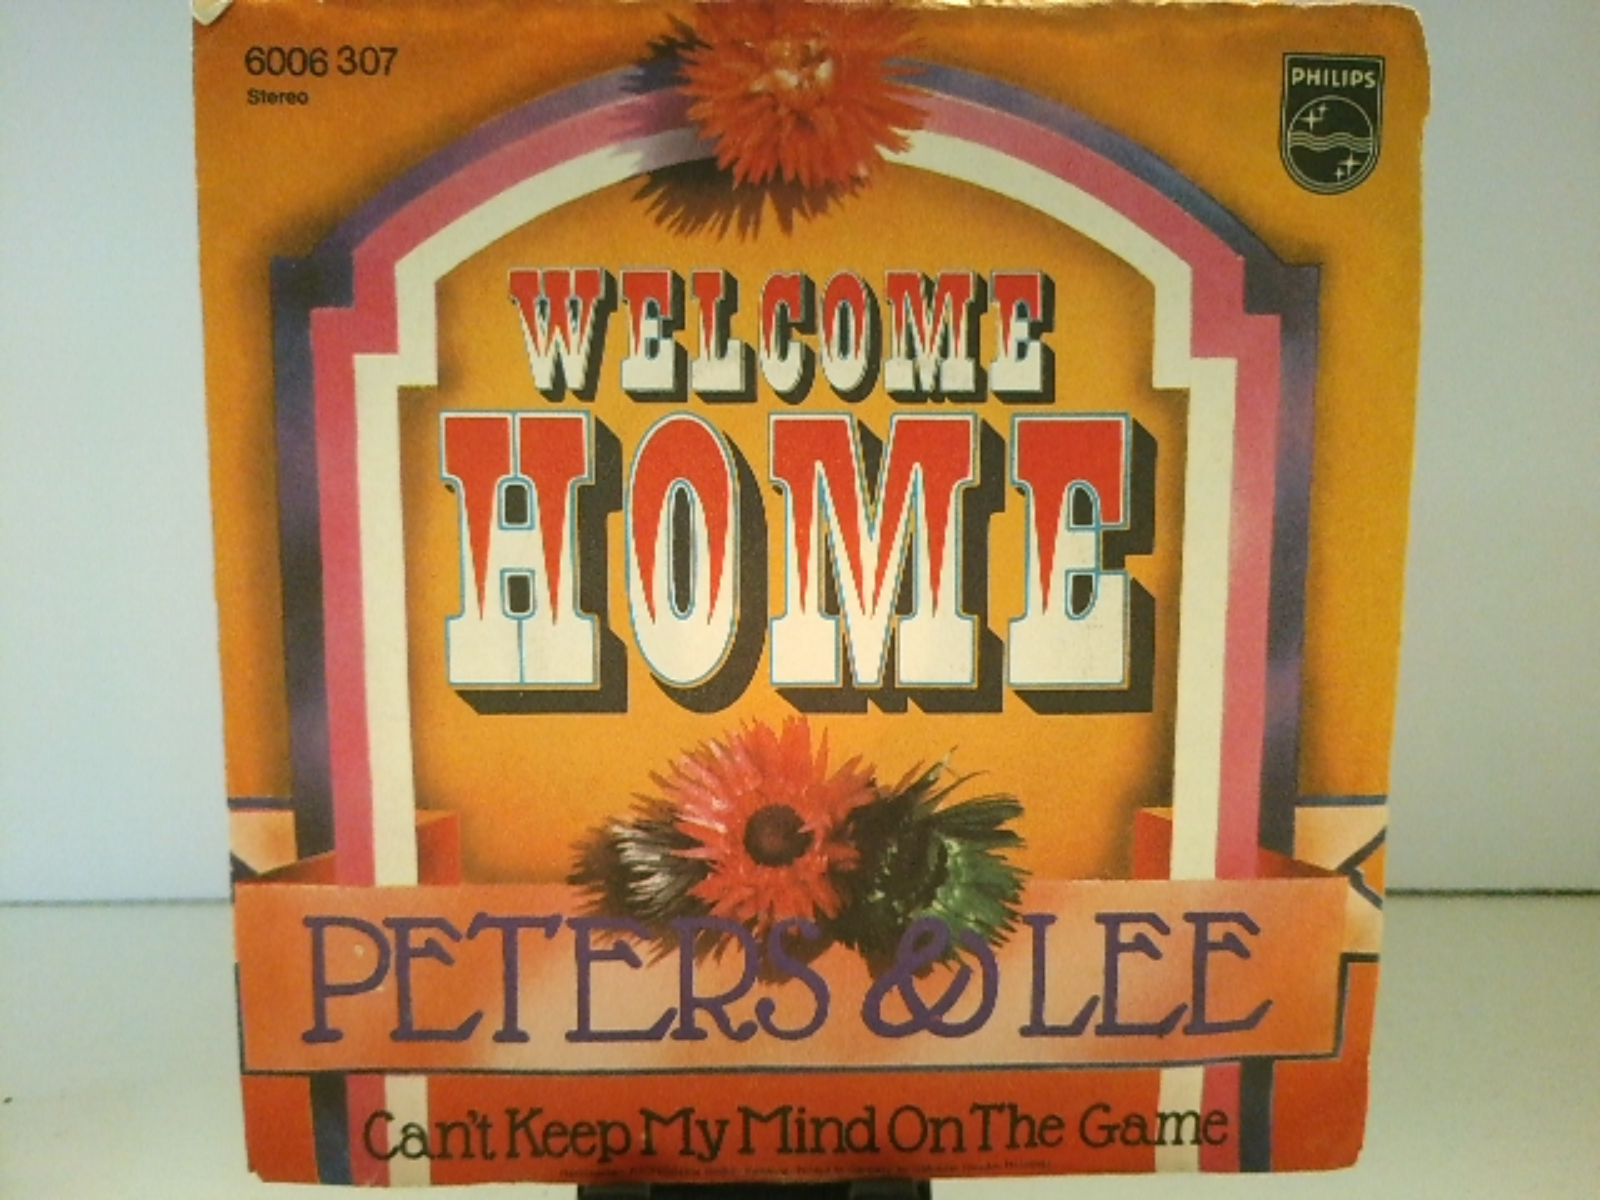 6006 307
Stereo
PHILIPS
WELCOME
HOME
PETERS & LEE
Can't Keep My Mind On The Game